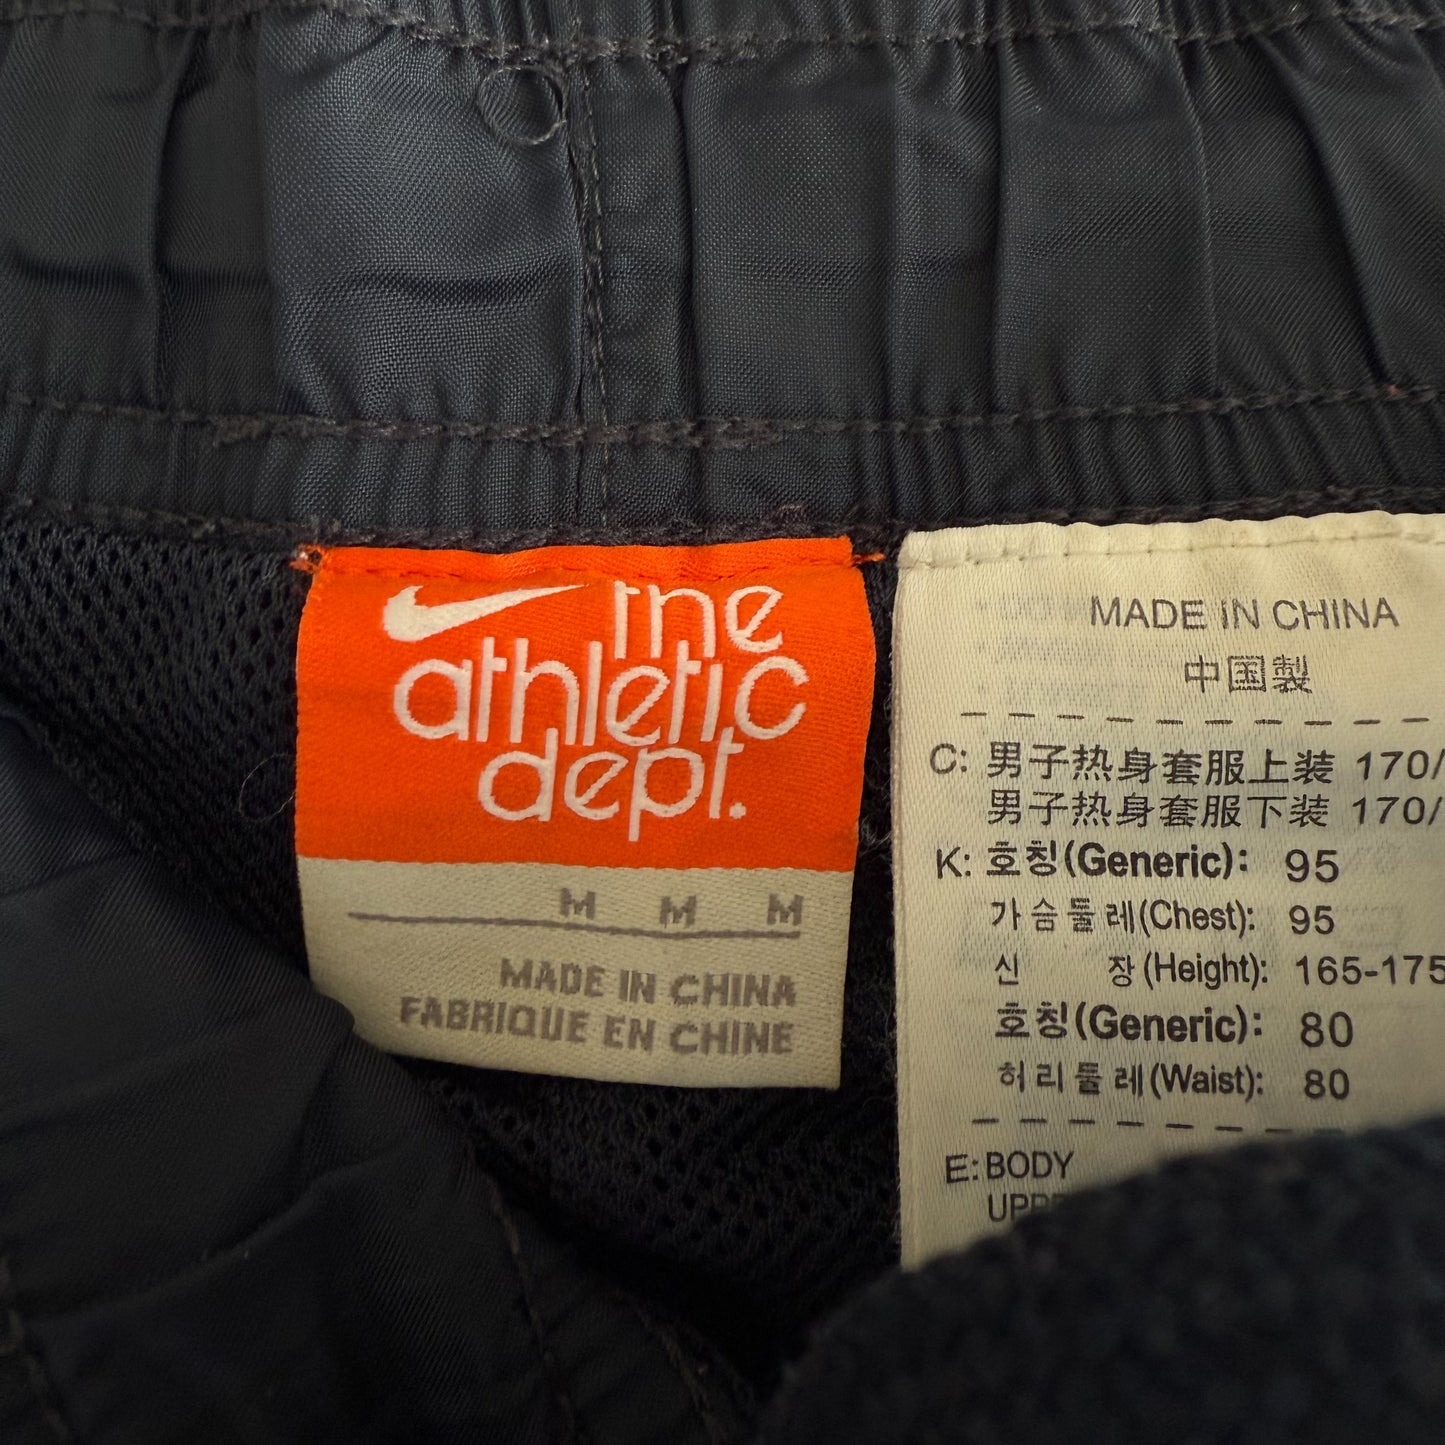 the
athletic
dept.
M M M
MADE IN CHINA
FABRIQUE EN CHINE
MADE IN CHINA
中国製
C: 男子热身套服上装 170/
男子热身套服下装 170/
K: 호칭(Generic): 95
가슴둘레(Chest): 95
신 장(Height): 165-175
호칭(Generic): 80
허리둘레(Waist): 80
E: BODY